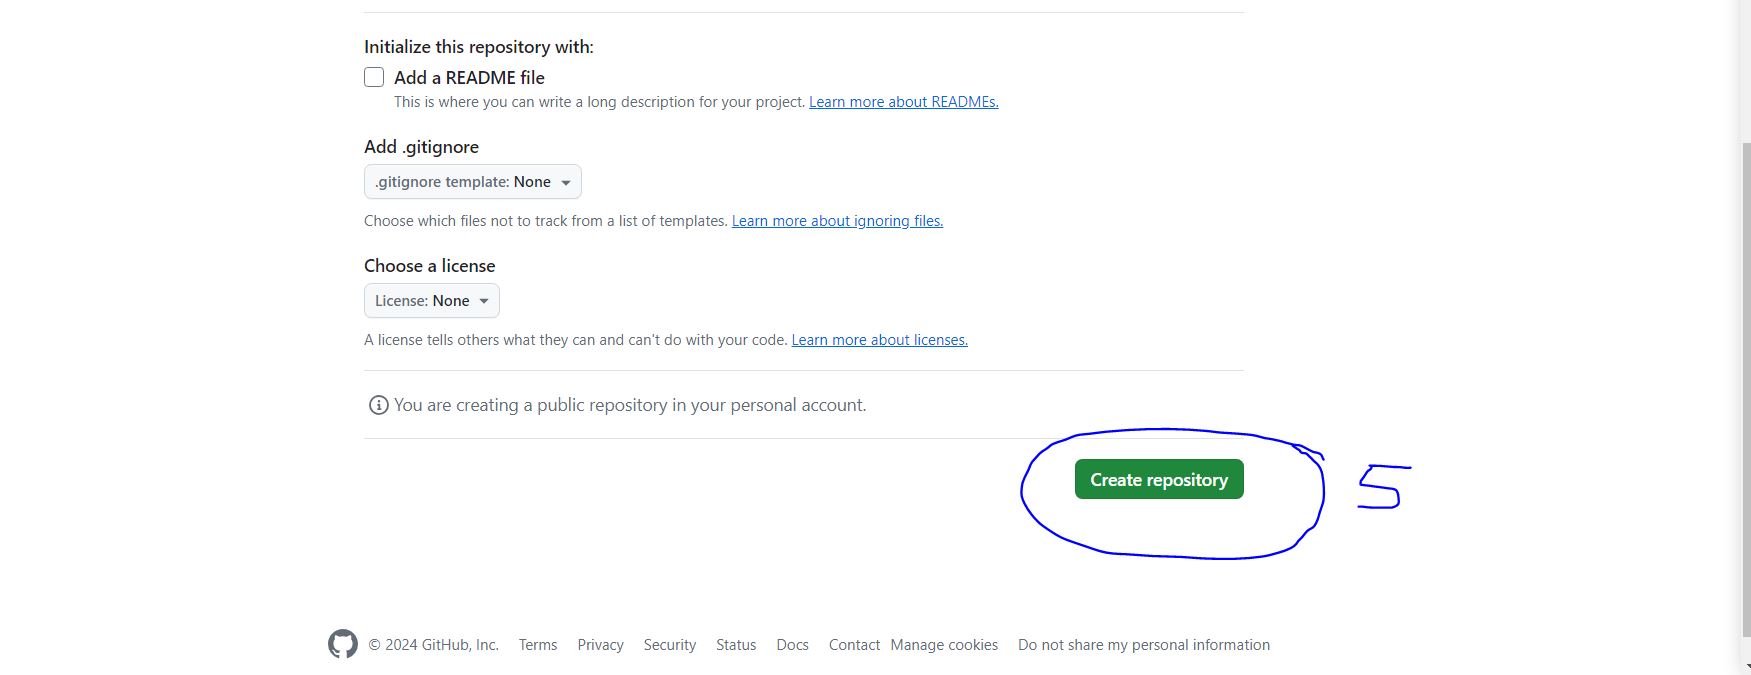 Initialize this repository with:
Add a README file
This is where you can write a long description for your project. Learn more about READMEs.
Add .gitignore
.gitignore template: None
Choose which files not to track from a list of templates. Learn more about ignoring files.
Choose a license
License: None
A license tells others what they can and can't do with your code. Learn more about licenses.
You are creating a public repository in your personal account.
Create repository
5
© 2024 GitHub, Inc. Terms Privacy Security Status Docs Contact Manage cookies Do not share my personal information